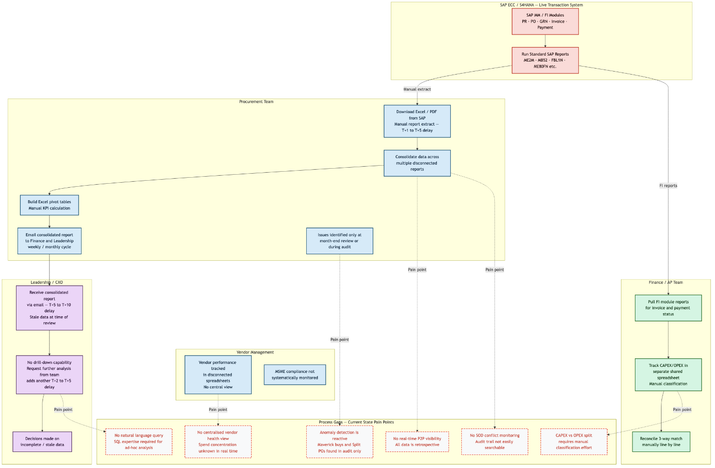 SAP ECC / S4HANA — Live Transaction System
SAP MM / FI Modules
PR · PO · GRN · Invoice ·
Payment
Run Standard SAP Reports
ME2M · MB52 · FBL1N ·
ME80FN etc.
Manual extract
Pain point
FI reports
Procurement Team
Download Excel / PDF
from SAP
Manual report extract —
T+1 to T+5 delay
Consolidate data across
multiple disconnected
reports
Build Excel pivot tables
Manual KPI calculation
Email consolidated report
to Finance and Leadership
weekly / monthly cycle
Issues identified only at
month end review or
during audit
Pain point
Pain point
Pain point
Leadership / CXO
Receive consolidated
report
via email — T+5 to T+10
delay
Stale data at time of
review
No drill-down capability
Request further analysis
from team
adds another T+2 to T+5
delay
Decisions made on
incomplete / stale data
Pain point
Vendor Management
Vendor performance
tracked
in disconnected
spreadsheets
No central view
MSME compliance not
systematically monitored
Pain point
Finance / AP Team
Pull FI module reports
for invoice and payment
status
Track CAPEX/OPEX in
separate shared
spreadsheet
Manual classification
Reconcile 3-way match
manually line by line
Pain point
Process Gaps — Current State Pain Points
No natural language query
SQL expertise required for
ad-hoc analysis
No centralised vendor
health view
Spend concentration
unknown in real time
Anomaly detection is
reactive
Maverick buys and Split
POs found in audit only
No real-time P2P visibility
All data is retrospective
No SOD conflict monitoring
Audit trail not easily
searchable
CAPEX vs OPEX split
requires manual
classification effort